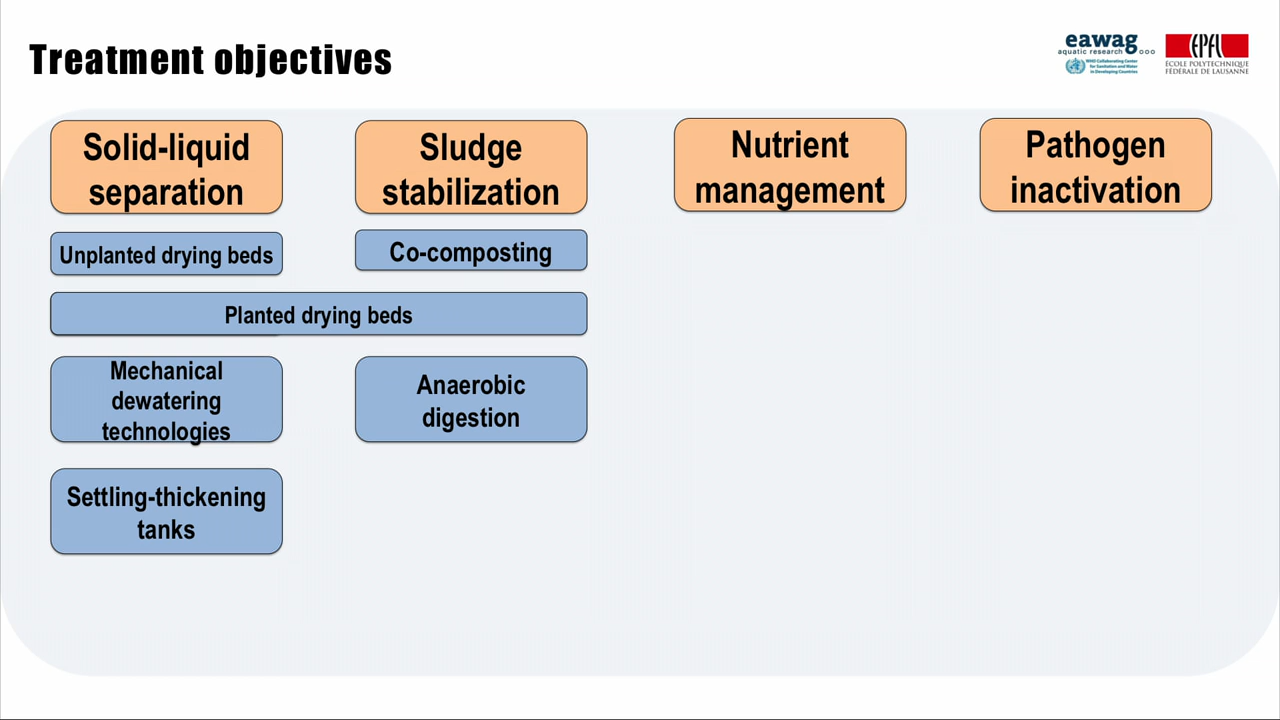 Treatment objectives
eawag
aquatic research
WHO Collaborating Center
for Sanitation and Water
in Developing Countries
EPFL
ÉCOLE POLYTECHNIQUE
FÉDÉRALE DE LAUSANNE
Solid-liquid
separation
Sludge
stabilization
Nutrient
management
Pathogen
inactivation
Unplanted drying beds
Co-composting
Planted drying beds
Mechanical
dewatering
technologies
Anaerobic
digestion
Settling-thickening
tanks